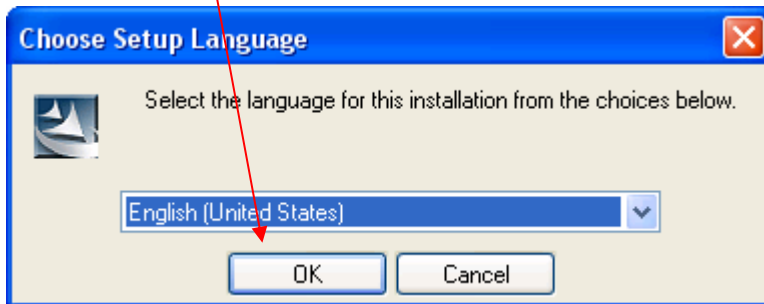 Choose Setup Language
Select the language for this installation from the choices below.
English (United States)
OK
Cancel